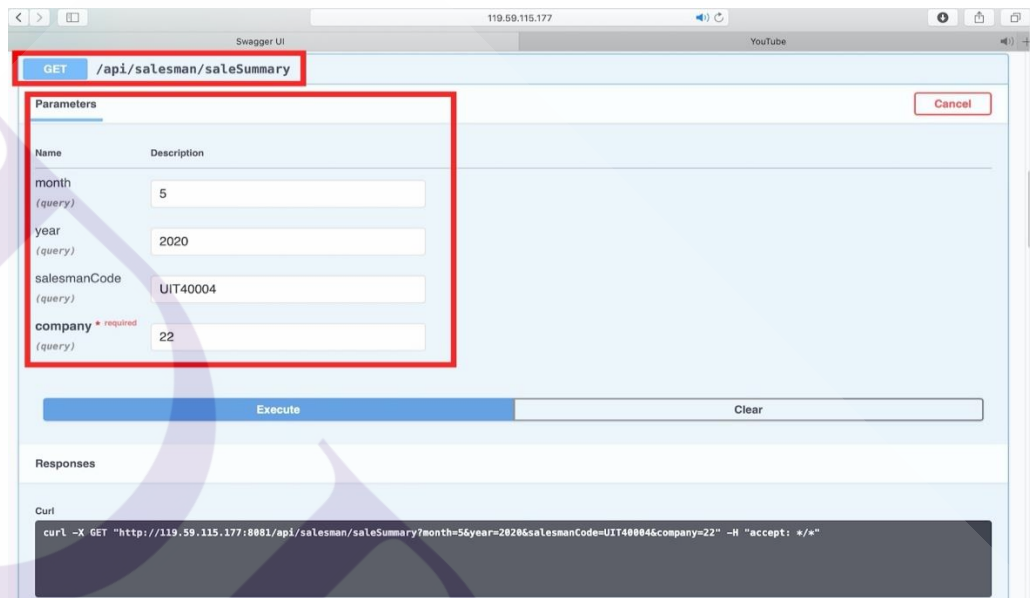 119.59.115.177
Swagger UI
YouTube
GET /api/salesman/saleSummary
Parameters
Cancel
Name Description
month
(query)
5
year
(query)
2020
salesmanCode
(query)
UIT40004
company * required
(query)
22
Execute
Clear
Responses
Curl
curl -X GET "http://119.59.115.177:8081/api/salesman/saleSummary?month=5&year=2020&salesmanCode=UIT40004&company=22" -H "accept: */*"